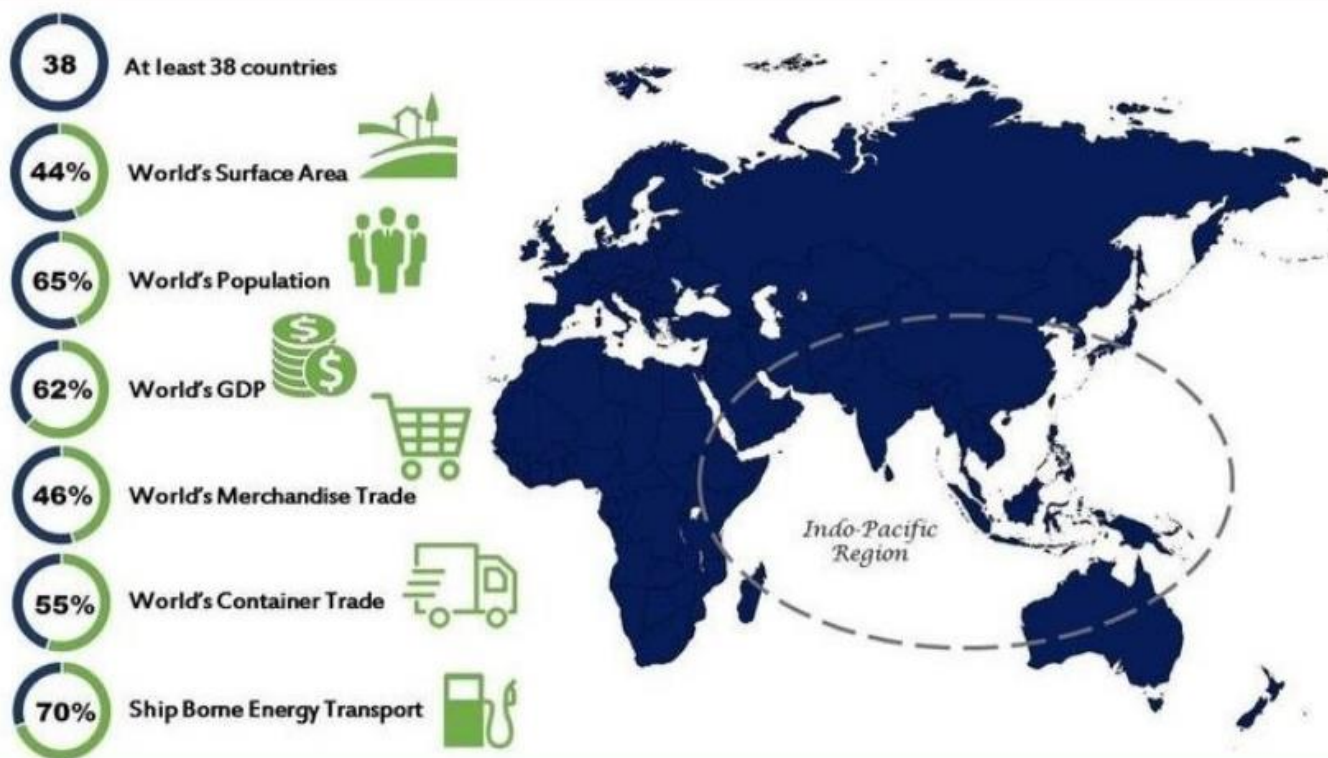 38 At least 38 countries
44% World's Surface Area
65% World's Population
62% World's GDP
46% World's Merchandise Trade
55% World's Container Trade
70% Ship Borne Energy Transport
Indo-Pacific
Region